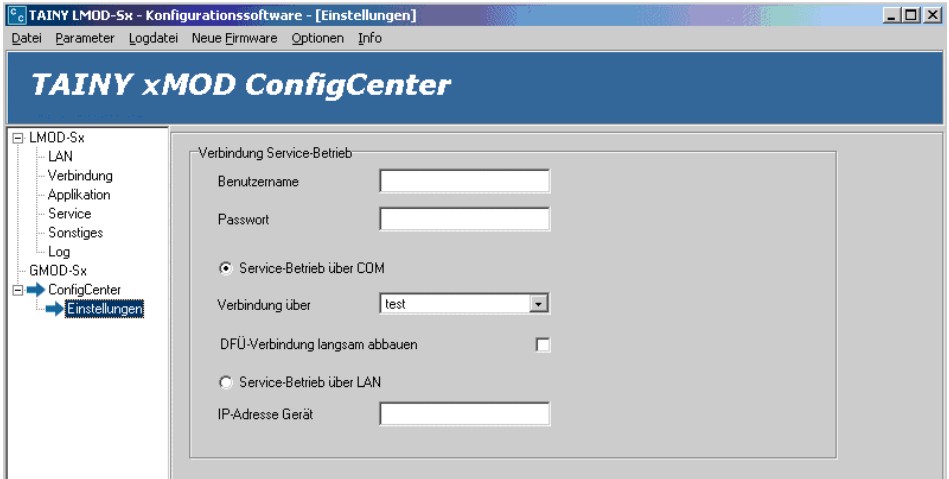 TAINY LMOD-Sx - Konfigurationssoftware - [Einstellungen]
Datei Parameter Logdatei Neue Firmware Optionen Info
TAINY xMOD ConfigCenter
LMOD-Sx
LAN
Verbindung
Applikation
Service
Sonstiges
Log
GMOD-Sx
ConfigCenter
Einstellungen
Verbindung Service-Betrieb
Benutzername
Passwort
Service-Betrieb über COM
Verbindung über test
DFÜ-Verbindung langsam abbauen
Service-Betrieb über LAN
IP-Adresse Gerät